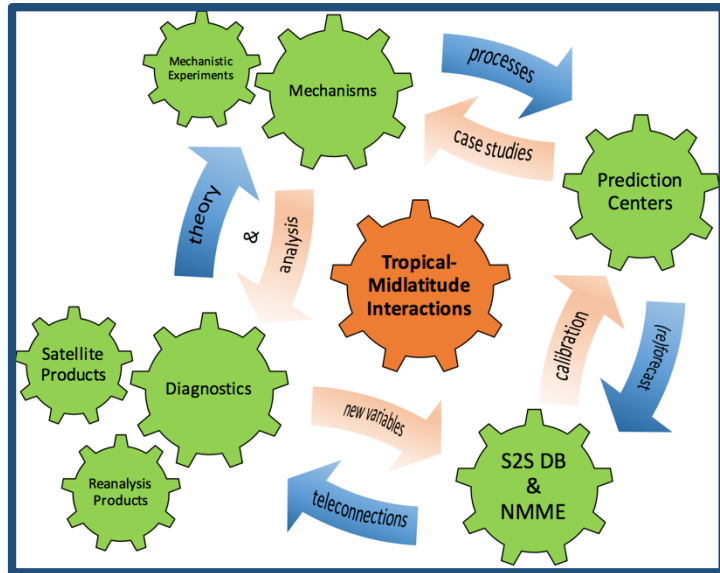 Mechanistic
Experiments
Mechanisms
processes
case studies
Prediction
Centers
theory
&
analysis
Tropical-
Midlatitude
Interactions
calibration
(re)forecast
Satellite
Products
Diagnostics
new variables
S2S DB
&
NMME
Reanalysis
Products
teleconnections